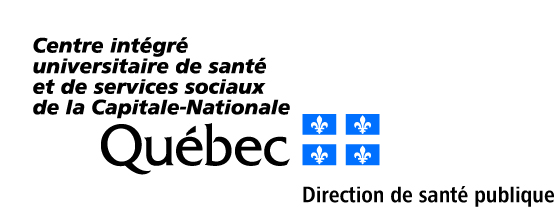 Centre intégré
universitaire de santé
et de services sociaux
de la Capitale-Nationale
Québec
Direction de santé publique